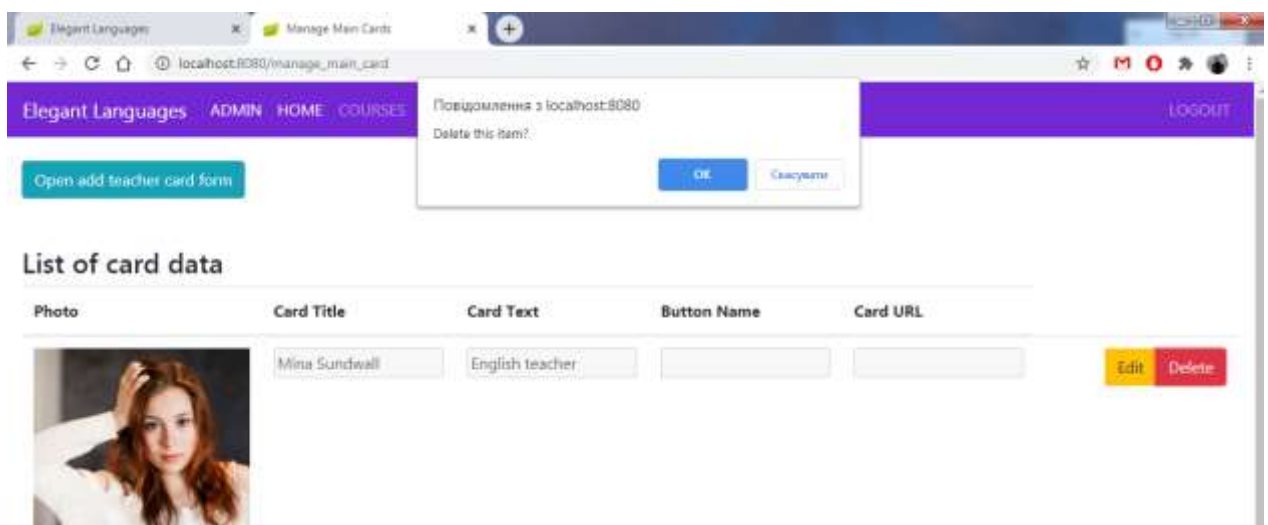 Elegant Languages
Manage Main Cards
localhost:8080/manage_main_card
Elegant Languages ADMIN HOME COURSES LOGOUT
Повідомлення з localhost:8080
Delete this item?
OK Скасувати
Open add teacher card form
List of card data
Photo Card Title Card Text Button Name Card URL
Mina Sundwall English teacher Edit Delete